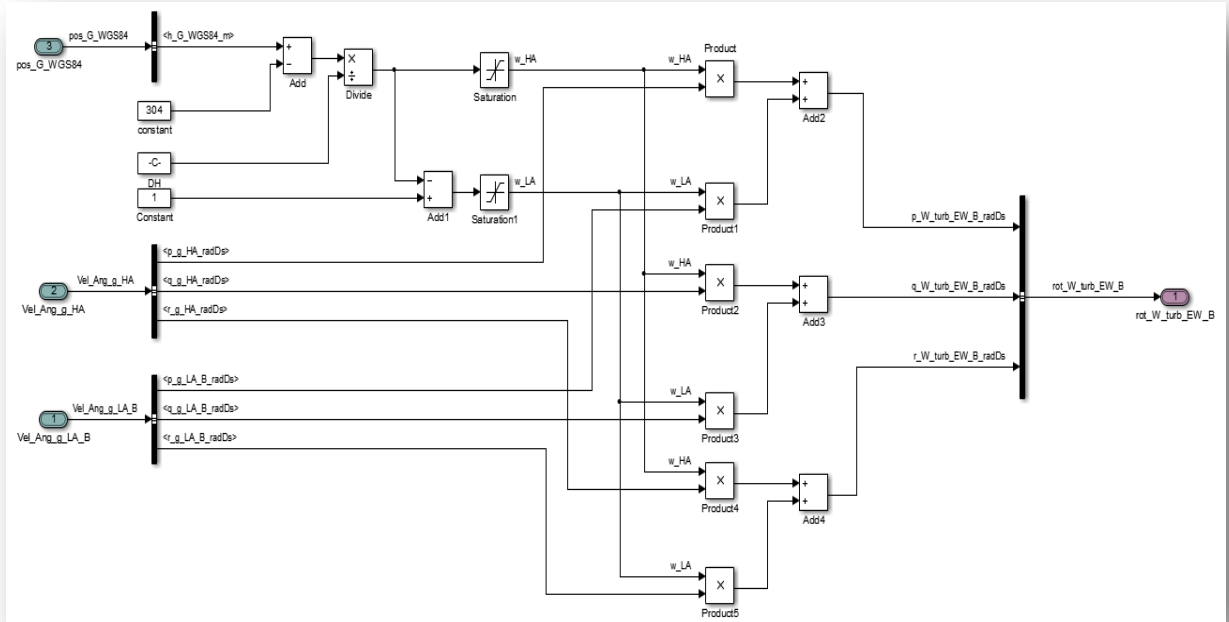 3
pos_G_WGS84
pos_G_WGS84
<h_G_WGS84_m>
+
−
Add
×
÷
Divide
304
constant
-C-
DH
1
Constant
−
+
Add1
Saturation
w_HA
Saturation1
w_LA
w_HA
Product
×
w_LA
×
Product1
+
+
Add2
2
Vel_Ang_g_HA
Vel_Ang_g_HA
<p_g_HA_radDs>
<q_g_HA_radDs>
<r_g_HA_radDs>
w_HA
×
Product2
+
+
Add3
1
Vel_Ang_g_LA_B
Vel_Ang_g_LA_B
<p_g_LA_B_radDs>
<q_g_LA_B_radDs>
<r_g_LA_B_radDs>
w_LA
×
Product3
w_HA
×
Product4
+
+
Add4
w_LA
×
Product5
p_W_turb_EW_B_radDs
q_W_turb_EW_B_radDs
r_W_turb_EW_B_radDs
rot_W_turb_EW_B
1
rot_W_turb_EW_B